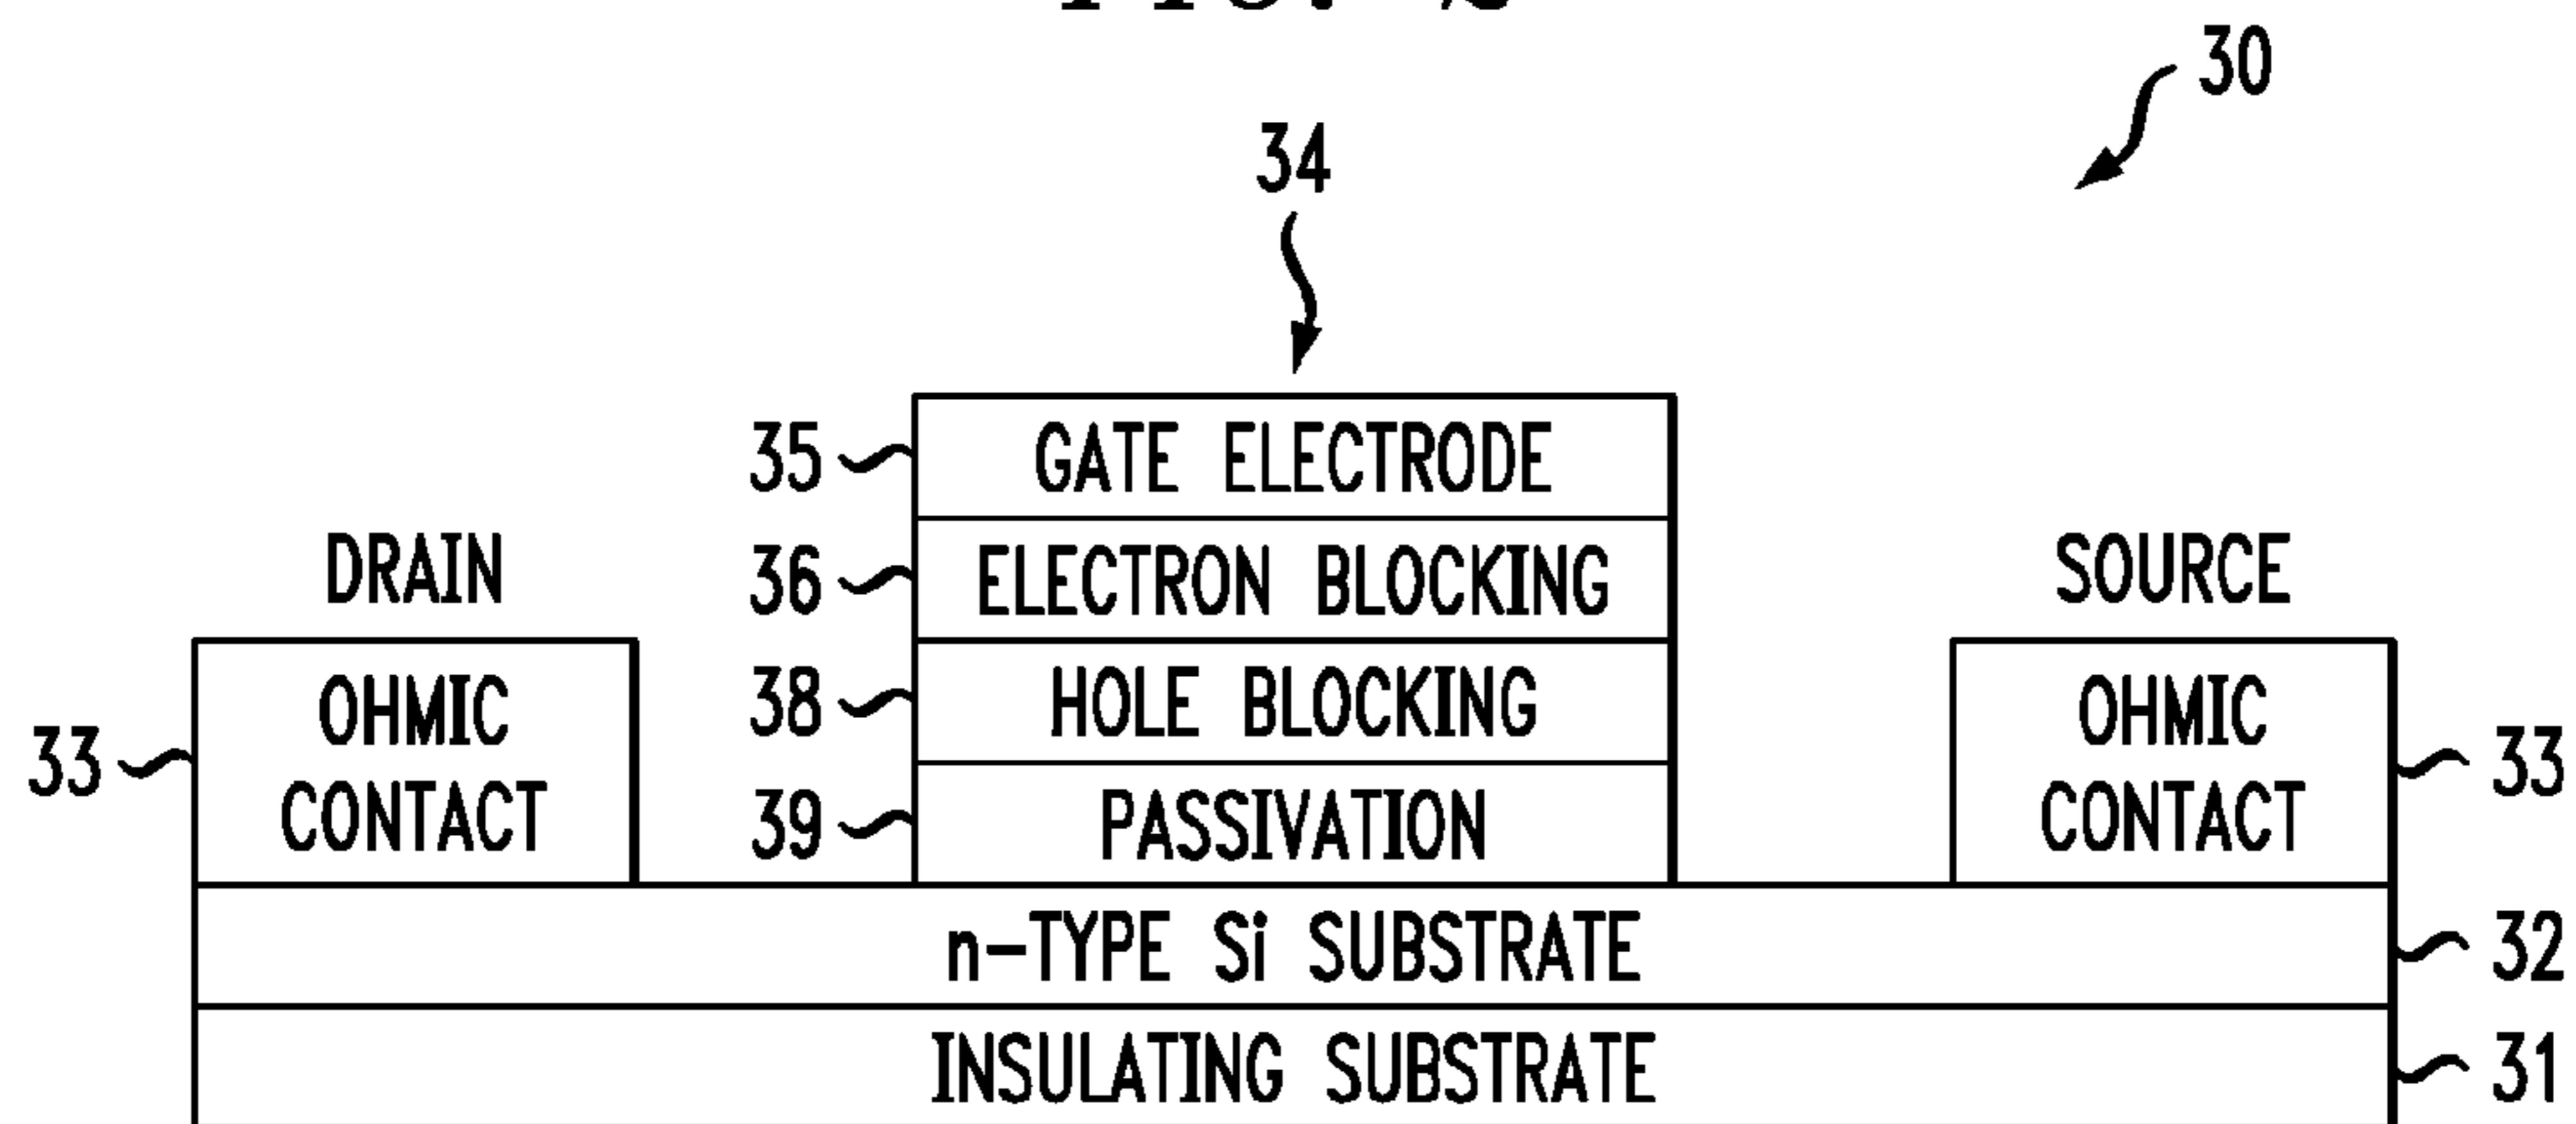 30
34
35 GATE ELECTRODE
DRAIN
36 ELECTRON BLOCKING
SOURCE
OHMIC
CONTACT
33
38 HOLE BLOCKING
39 PASSIVATION
OHMIC
CONTACT
33
n-TYPE Si SUBSTRATE 32
INSULATING SUBSTRATE 31